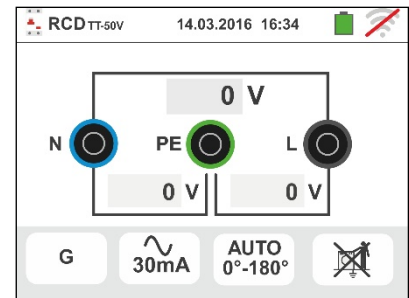 RCD TT-50V 14.03.2016 16:34
0 V
N PE L
0 V 0 V
G 30mA AUTO
0°-180°